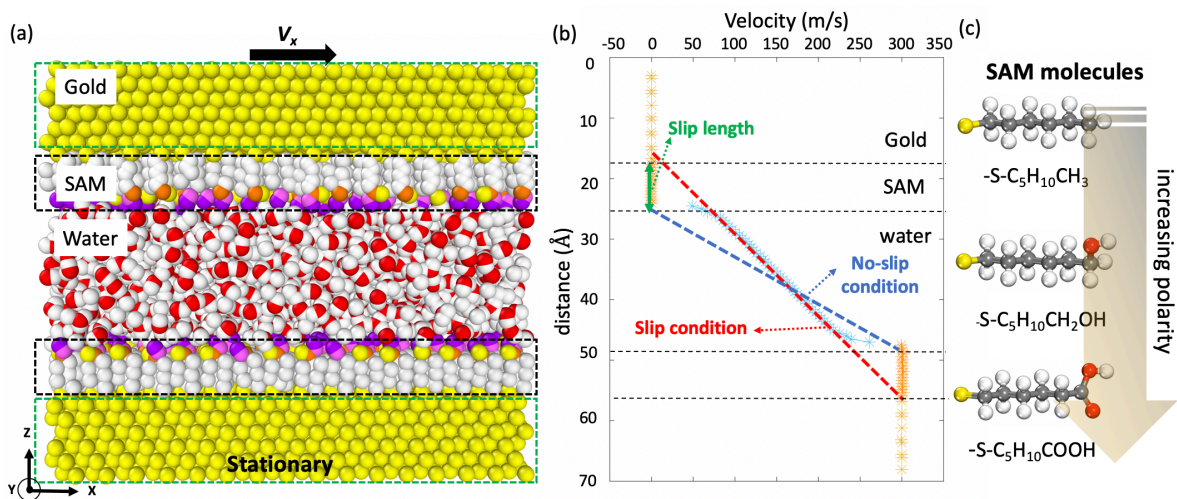 (a)
Vx
Gold
SAM
Water
Stationary
Z
Y
X
(b)
Velocity (m/s)
-50 0 50 100 150 200 250 300 350
0
10
20
30
40
50
60
70
distance (Å)
Slip length
Gold
SAM
water
No-slip
condition
Slip condition
(c)
SAM molecules
-S-C₅H₁₀CH₃
-S-C₅H₁₀CH₂OH
-S-C₅H₁₀COOH
increasing polarity